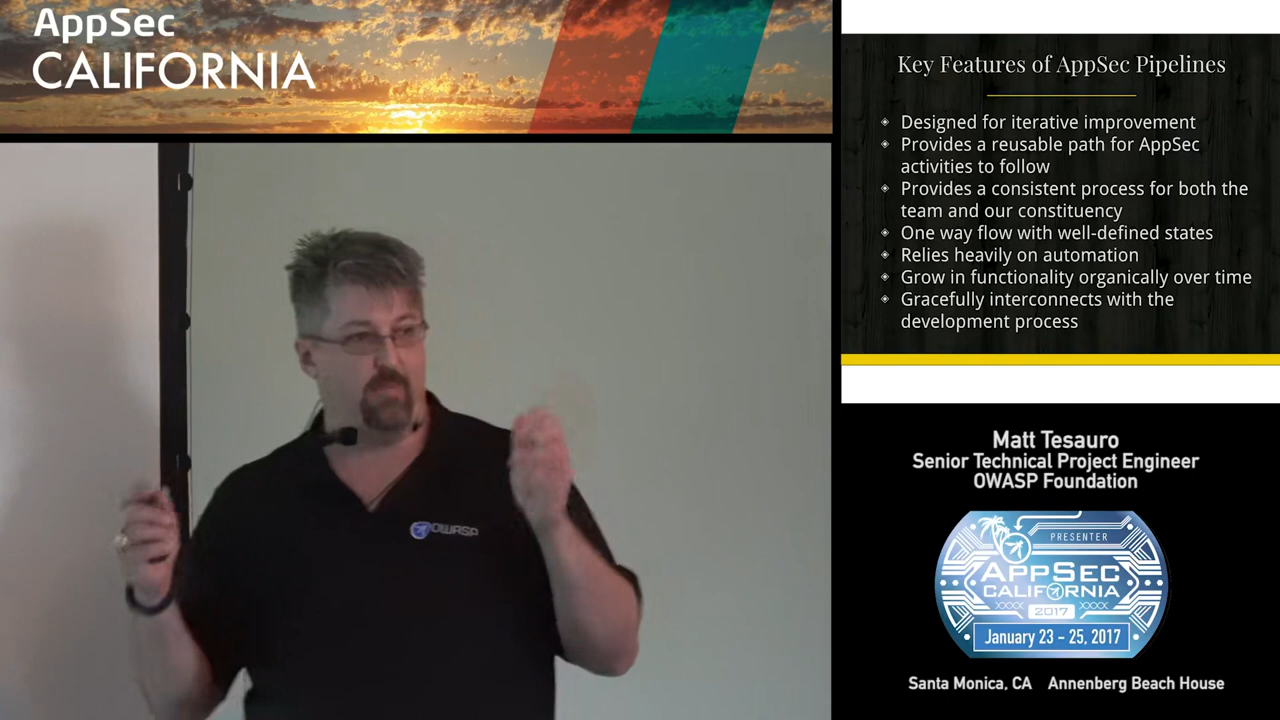 AppSec
CALIFORNIA
OWASP
Key Features of AppSec Pipelines
Designed for iterative improvement
Provides a reusable path for AppSec
activities to follow
Provides a consistent process for both the
team and our constituency
One way flow with well-defined states
Relies heavily on automation
Grow in functionality organically over time
Gracefully interconnects with the
development process
Matt Tesauro
Senior Technical Project Engineer
OWASP Foundation
PRESENTER
APPSEC
CALIFORNIA
XXXX 2017 XXXX
January 23 - 25, 2017
Santa Monica, CA Annenberg Beach House